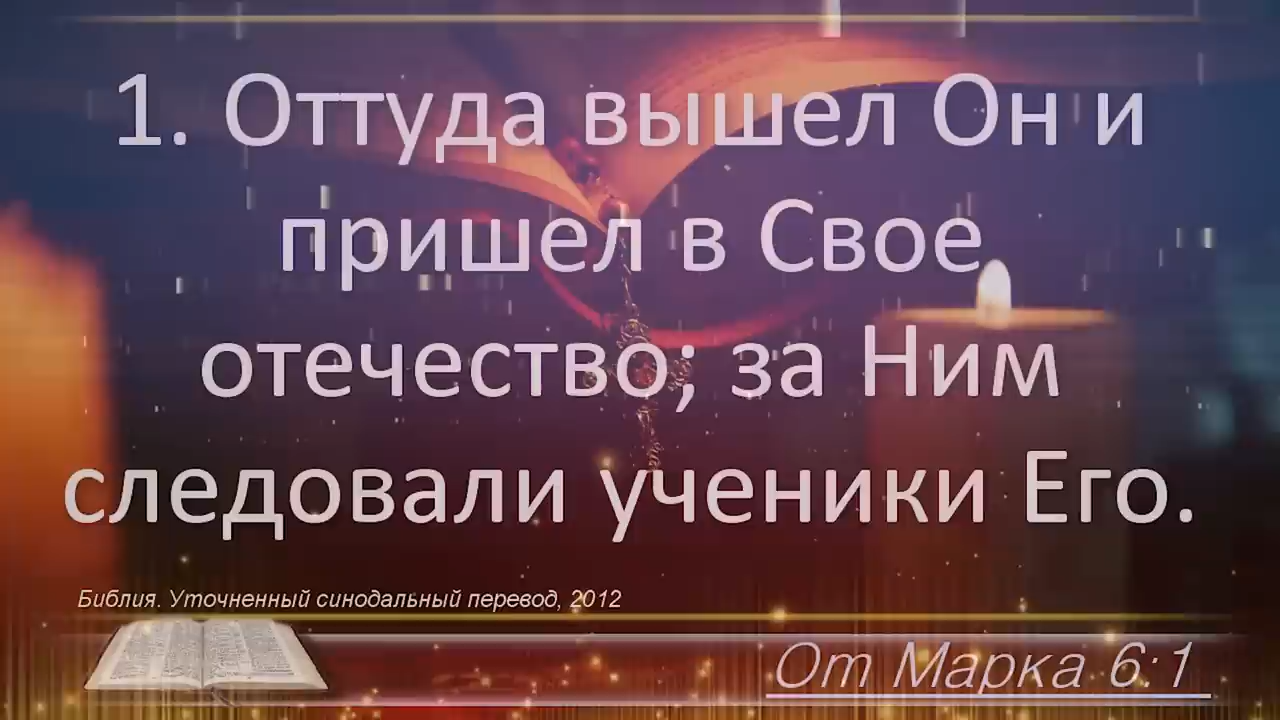 1. Оттуда вышел Он и
пришел в Свое
отечество; за Ним
следовали ученики Его.
Библия. Уточненный синодальный перевод, 2012
От Марка 6:1